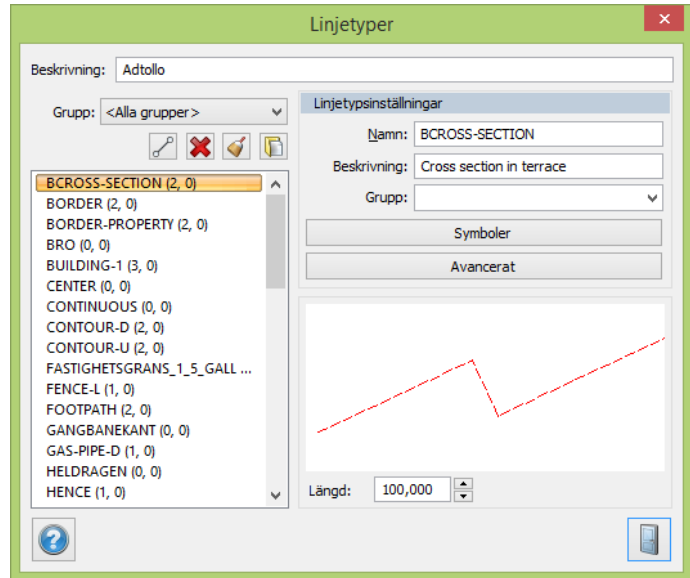 Linjetyper
Beskrivning: Adtollo
Grupp: <Alla grupper>
BCROSS-SECTION (2, 0)
BORDER (2, 0)
BORDER-PROPERTY (2, 0)
BRO (0, 0)
BUILDING-1 (3, 0)
CENTER (0, 0)
CONTINUOUS (0, 0)
CONTOUR-D (2, 0)
CONTOUR-U (2, 0)
FASTIGHETSGRANS_1_5_GALL ...
FENCE-L (1, 0)
FOOTPATH (2, 0)
GANGBANEKANT (0, 0)
GAS-PIPE-D (1, 0)
HELDRAGEN (0, 0)
HENCE (1, 0)
Linjetypsinställningar
Namn: BCROSS-SECTION
Beskrivning: Cross section in terrace
Grupp:
Symboler
Avancerat
Längd: 100,000